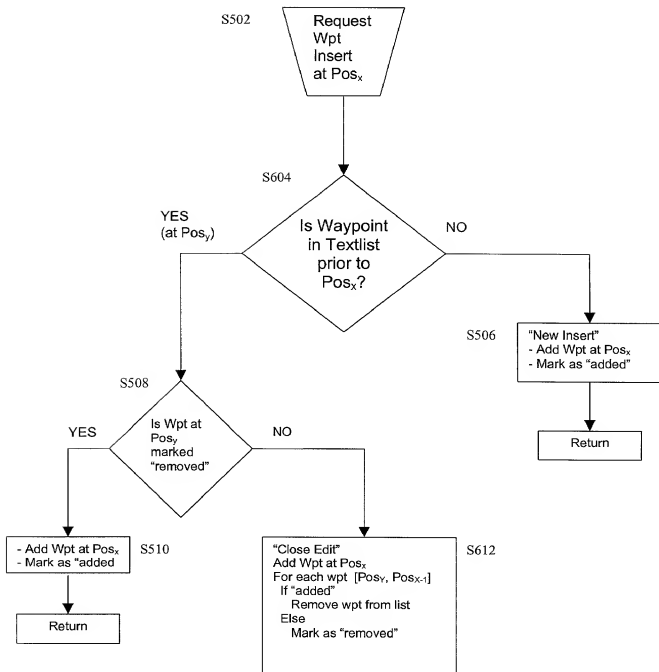 S502
Request
Wpt
Insert
at Posx
S604
Is Waypoint
in Textlist
prior to
Posx?
YES
(at Posy)
NO
S506
"New Insert"
- Add Wpt at Posx
- Mark as "added"
Return
S508
Is Wpt at
Posy
marked
"removed"
YES
NO
- Add Wpt at Posx
- Mark as "added
S510
Return
"Close Edit"
Add Wpt at Posx
For each wpt [PosY, PosX-1]
If "added"
Remove wpt from list
Else
Mark as "removed"
S612